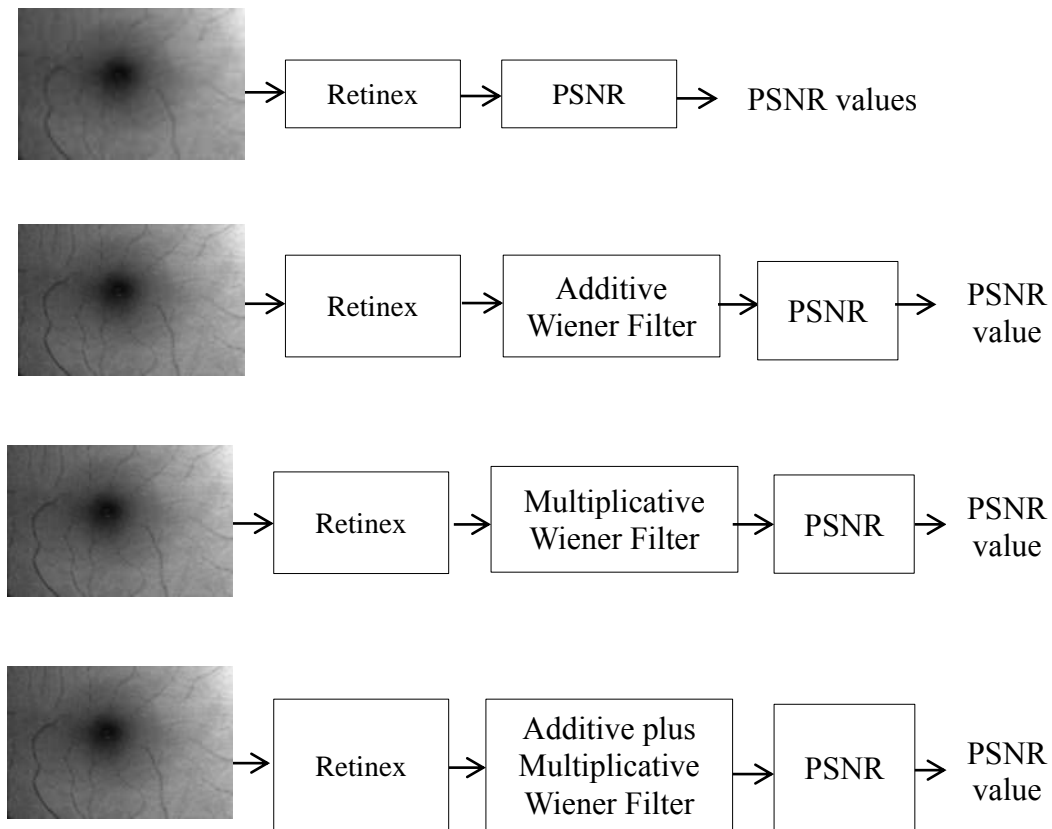 Retinex
PSNR
PSNR values
Retinex
Additive
Wiener Filter
PSNR
PSNR
value
Retinex
Multiplicative
Wiener Filter
PSNR
PSNR
value
Retinex
Additive plus
Multiplicative
Wiener Filter
PSNR
PSNR
value